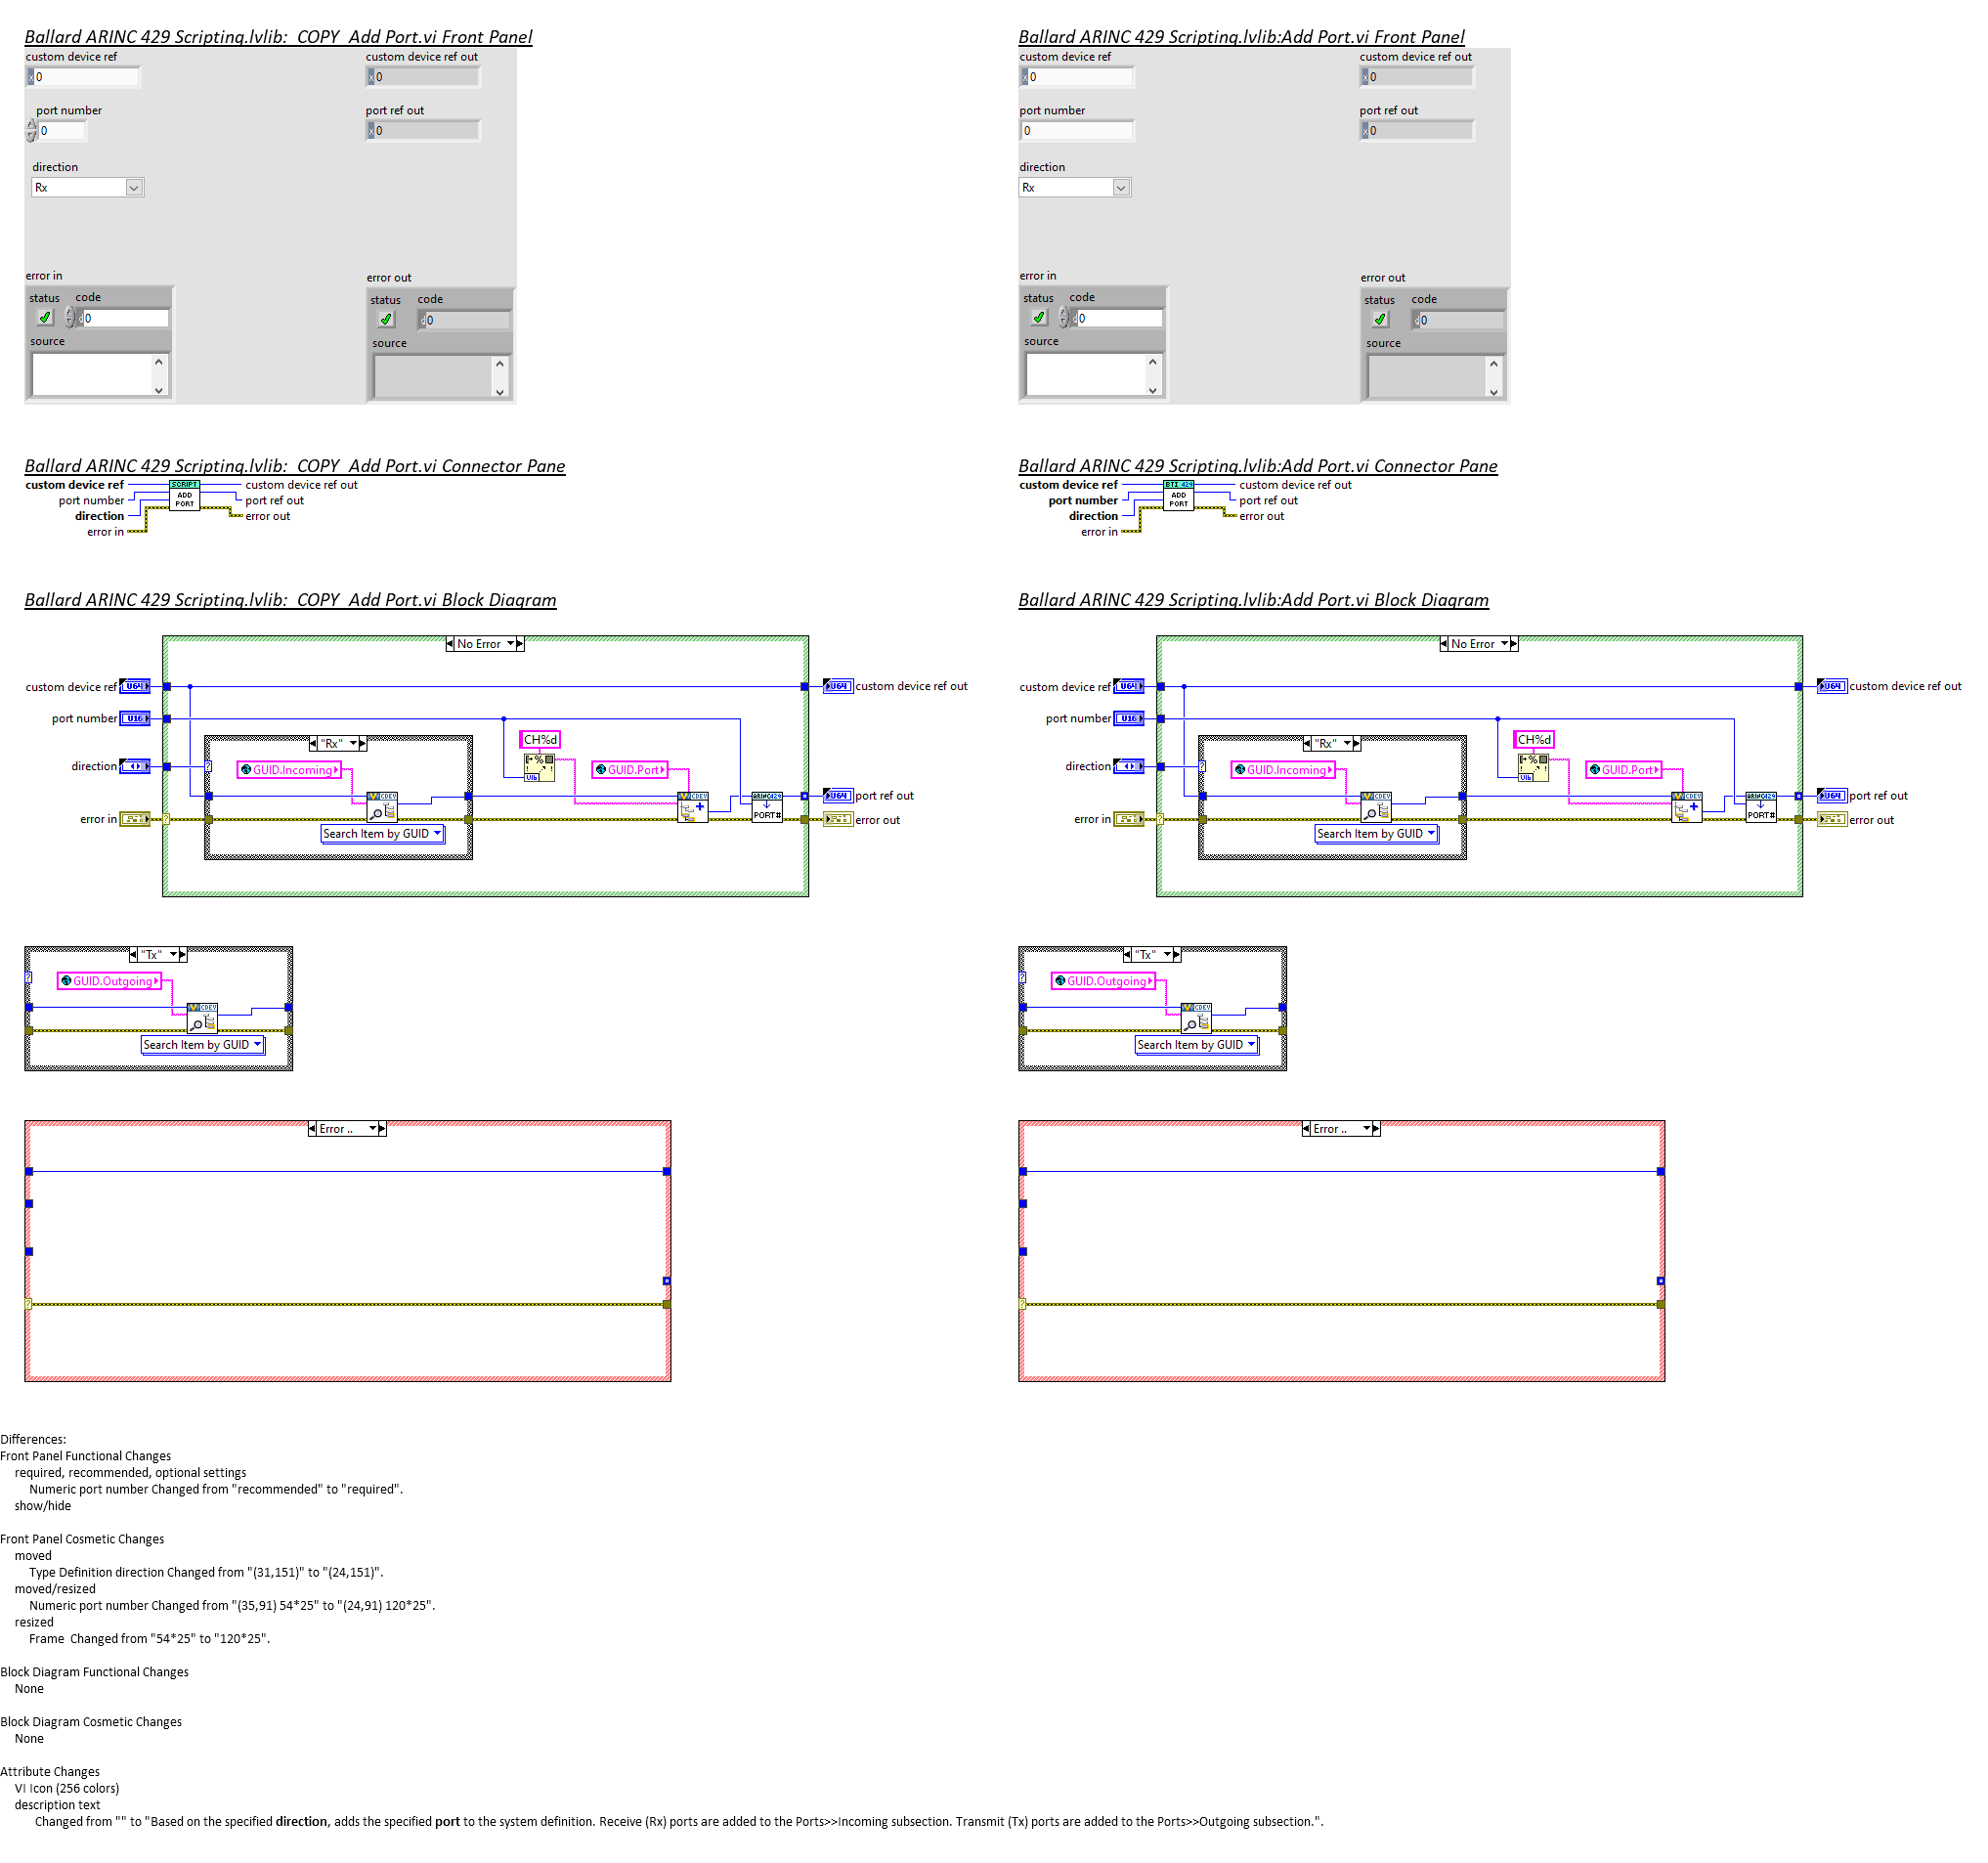 Ballard ARINC 429 Scripting.lvlib:  COPY  Add Port.vi Front Panel
custom device ref
custom device ref out
x 0
x 0
port number
port ref out
0
x 0
direction
Rx
error in
error out
status
code
status
code
d 0
d 0
source
source
Ballard ARINC 429 Scripting.lvlib:Add Port.vi Front Panel
custom device ref
custom device ref out
x 0
x 0
port number
port ref out
0
x 0
direction
Rx
error in
error out
status
code
status
code
d 0
d 0
source
source
Ballard ARINC 429 Scripting.lvlib:  COPY  Add Port.vi Connector Pane
custom device ref
SCRIPT
custom device ref out
port number
ADD
PORT
port ref out
direction
error out
error in
Ballard ARINC 429 Scripting.lvlib:Add Port.vi Connector Pane
custom device ref
BTI 429
custom device ref out
port number
ADD
PORT
port ref out
direction
error out
error in
Ballard ARINC 429 Scripting.lvlib:  COPY  Add Port.vi Block Diagram
No Error
custom device ref
U64
U64
custom device ref out
port number
U16
"Rx"
CH%d
direction
?
GUID.Incoming
%
U16
GUID.Port
CDEV
CDEV
ARINC429
U64
port ref out
error in
?
PORT#
error out
Search Item by GUID
"Tx"
?
GUID.Outgoing
CDEV
Search Item by GUID
Error ..
?
Ballard ARINC 429 Scripting.lvlib:Add Port.vi Block Diagram
No Error
custom device ref
U64
U64
custom device ref out
port number
U16
"Rx"
CH%d
direction
?
GUID.Incoming
%
U16
GUID.Port
CDEV
CDEV
ARINC429
U64
port ref out
error in
?
PORT#
error out
Search Item by GUID
"Tx"
?
GUID.Outgoing
CDEV
Search Item by GUID
Error ..
?
Differences:
Front Panel Functional Changes
required, recommended, optional settings
Numeric port number Changed from "recommended" to "required".
show/hide
Front Panel Cosmetic Changes
moved
Type Definition direction Changed from "(31,151)" to "(24,151)".
moved/resized
Numeric port number Changed from "(35,91) 54*25" to "(24,91) 120*25".
resized
Frame  Changed from "54*25" to "120*25".
Block Diagram Functional Changes
None
Block Diagram Cosmetic Changes
None
Attribute Changes
VI Icon (256 colors)
description text
Changed from "" to "Based on the specified direction, adds the specified port to the system definition. Receive (Rx) ports are added to the Ports>>Incoming subsection. Transmit (Tx) ports are added to the Ports>>Outgoing subsection.".